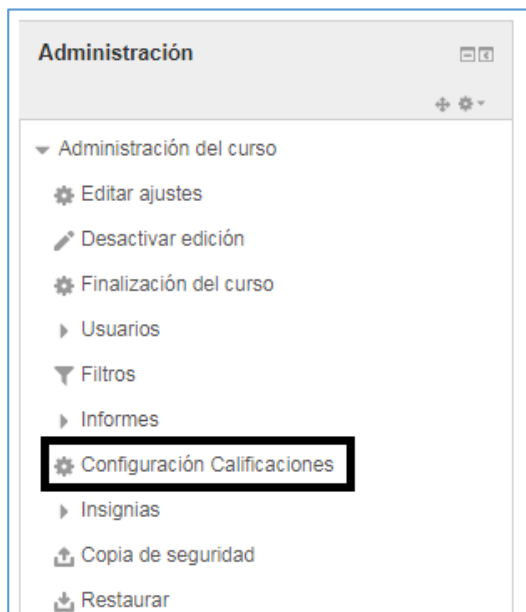 Administración
Administración del curso
Editar ajustes
Desactivar edición
Finalización del curso
Usuarios
Filtros
Informes
Configuración Calificaciones
Insignias
Copia de seguridad
Restaurar